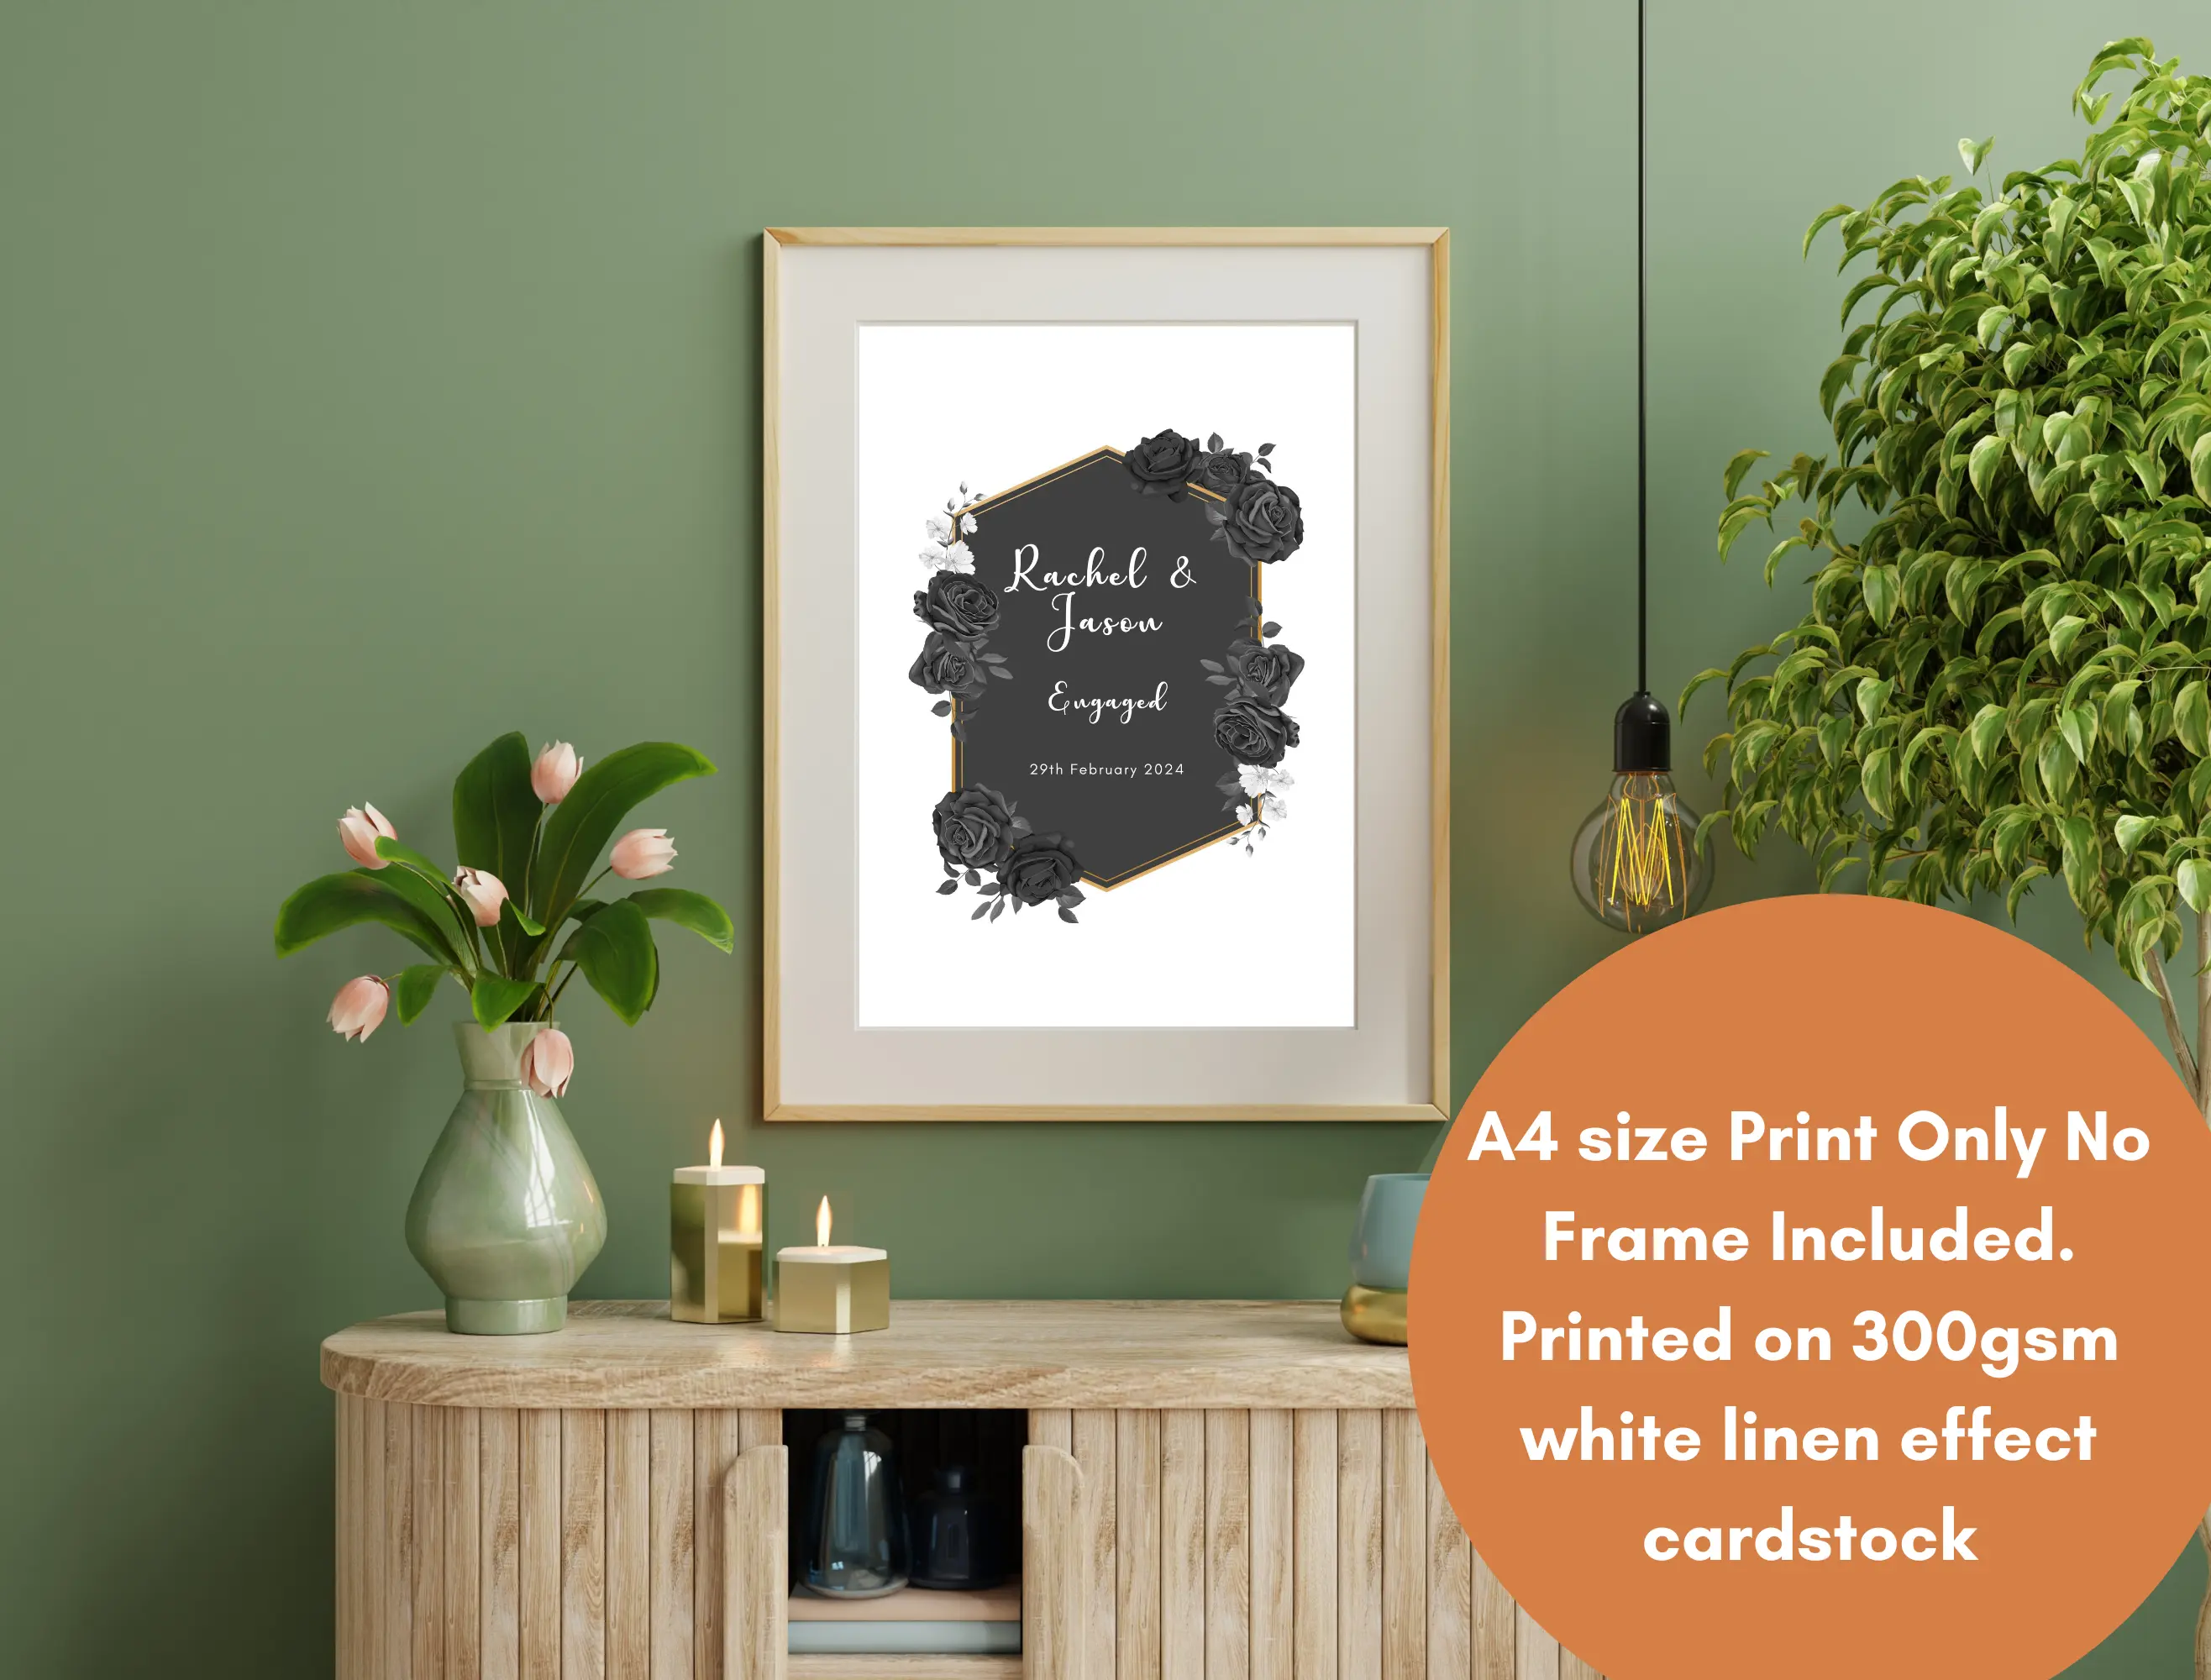 Rachel &
Jason
Engaged
29th February 2024
A4 size Print Only No
Frame Included.
Printed on 300gsm
white linen effect
cardstock